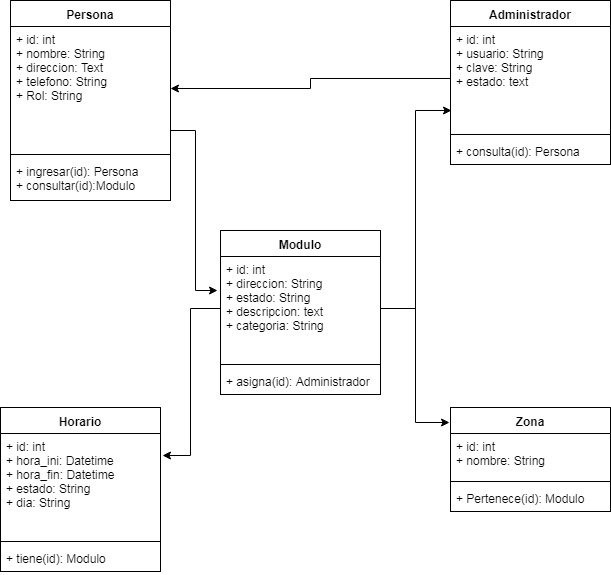 Persona
+ id: int
+ nombre: String
+ direccion: Text
+ telefono: String
+ Rol: String
+ ingresar(id): Persona
+ consultar(id):Modulo
Administrador
+ id: int
+ usuario: String
+ clave: String
+ estado: text
+ consulta(id): Persona
Modulo
+ id: int
+ direccion: String
+ estado: String
+ descripcion: text
+ categoria: String
+ asigna(id): Administrador
Horario
+ id: int
+ hora_ini: Datetime
+ hora_fin: Datetime
+ estado: String
+ dia: String
+ tiene(id): Modulo
Zona
+ id: int
+ nombre: String
+ Pertenece(id): Modulo